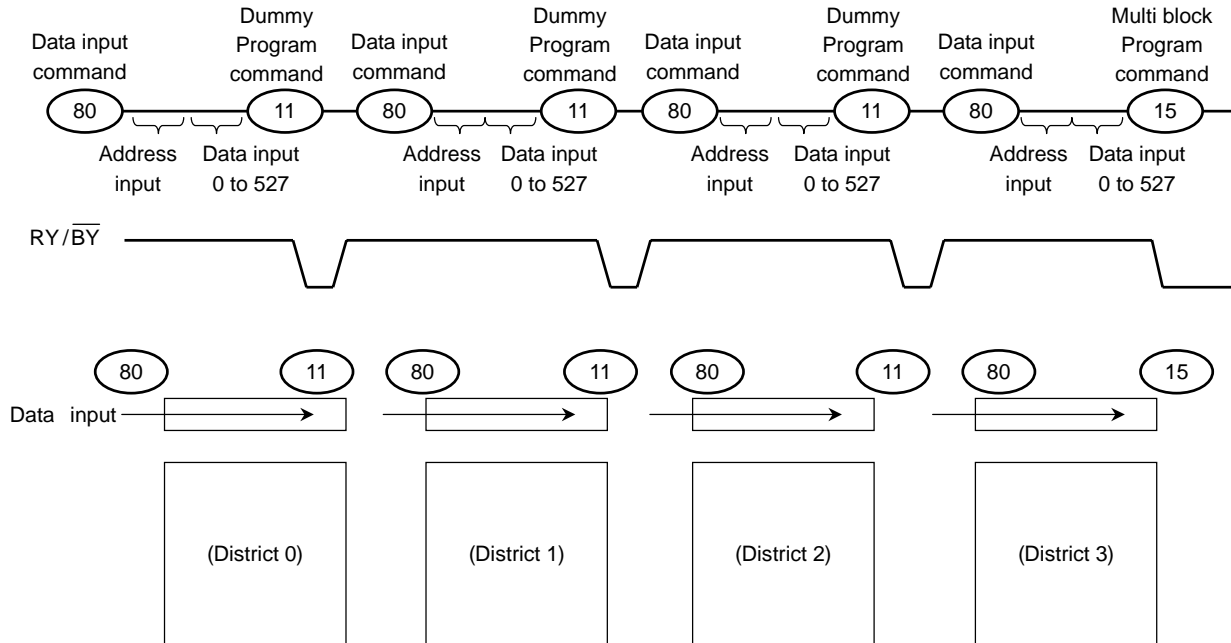 Dummy Dummy Dummy Multi block
Data input Program Data input Program Data input Program Data input Program
command command command command command command command command
80 11 80 11 80 11 80 15
Address Data input Address Data input Address Data input Address Data input
input 0 to 527 input 0 to 527 input 0 to 527 input 0 to 527
RY/B̅Y̅
80 11 80 11 80 11 80 15
Data input
(District 0) (District 1) (District 2) (District 3)